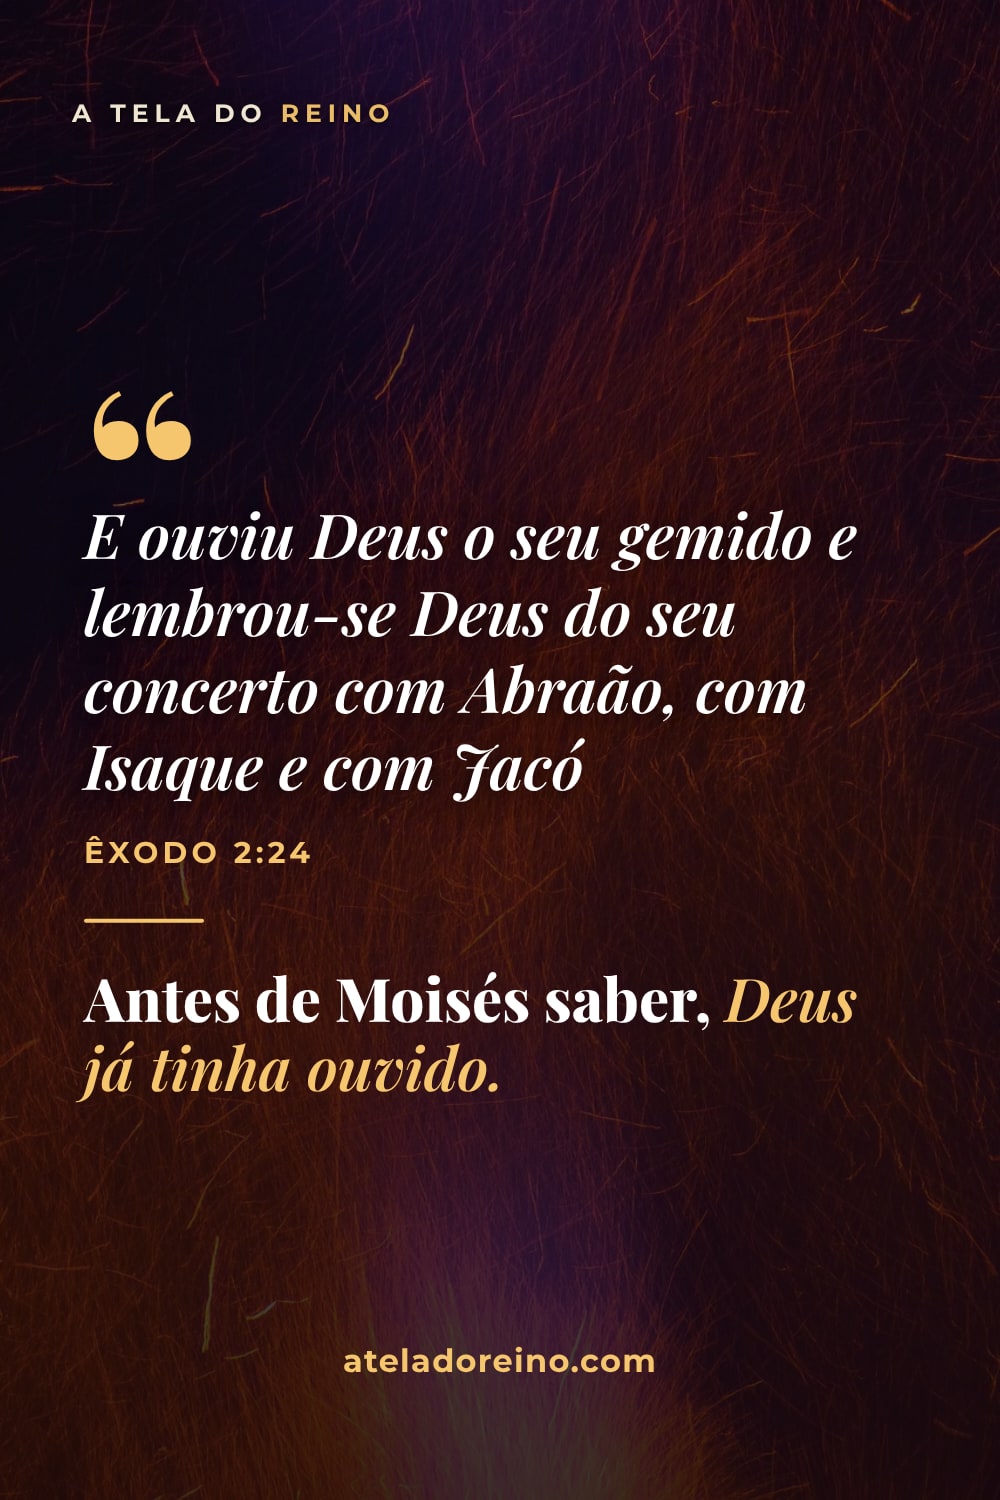 A TELA DO REINO
“
E ouviu Deus o seu gemido e
lembrou-se Deus do seu
concerto com Abraão, com
Isaque e com Jacó
ÊXODO 2:24
Antes de Moisés saber, Deus
já tinha ouvido.
ateladoreino.com